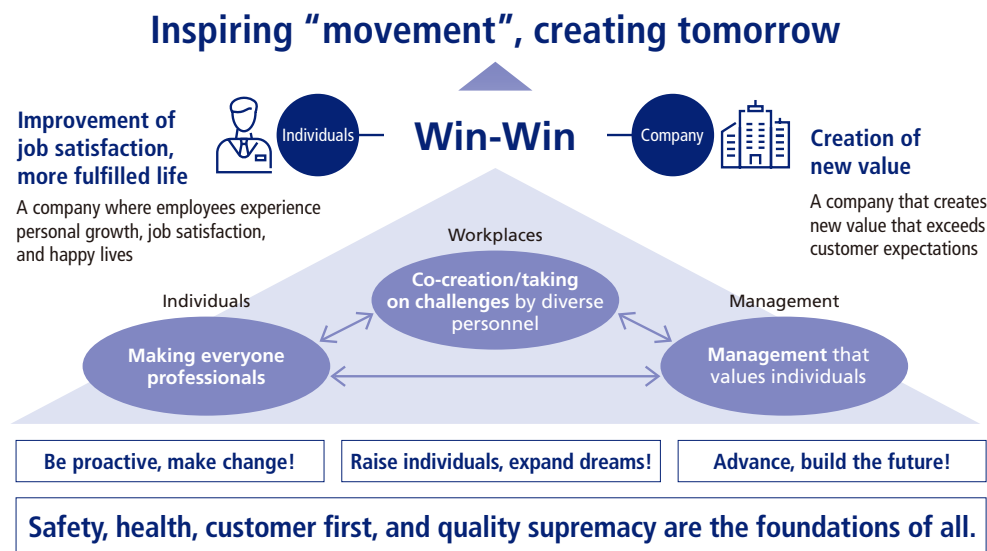 Inspiring “movement”, creating tomorrow
Improvement of
job satisfaction,
more fulfilled life
A company where employees experience
personal growth, job satisfaction,
and happy lives
Individuals
Win-Win
Company
Creation of
new value
A company that creates
new value that exceeds
customer expectations
Workplaces
Co-creation/taking
on challenges by diverse
personnel
Individuals
Making everyone
professionals
Management
Management that
values individuals
Be proactive, make change!
Raise individuals, expand dreams!
Advance, build the future!
Safety, health, customer first, and quality supremacy are the foundations of all.